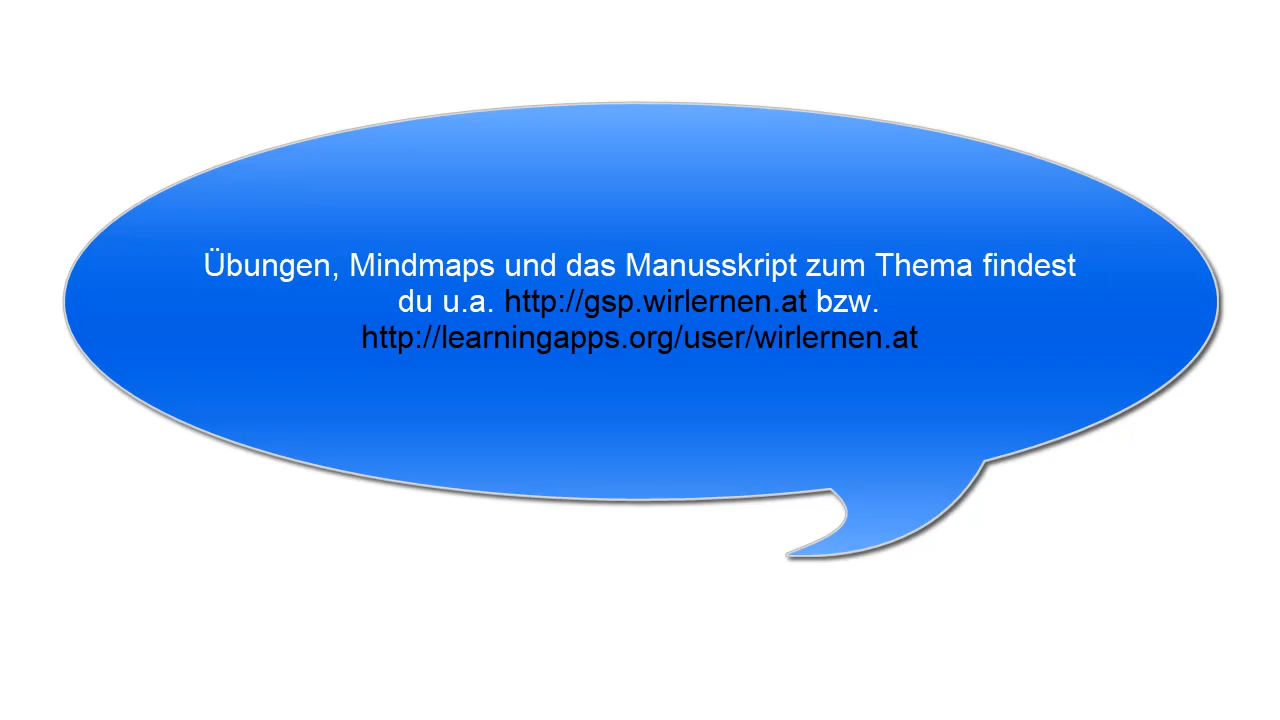 Übungen, Mindmaps und das Manusskript zum Thema findest
du u.a. http://gsp.wirlernen.at bzw.
http://learningapps.org/user/wirlernen.at